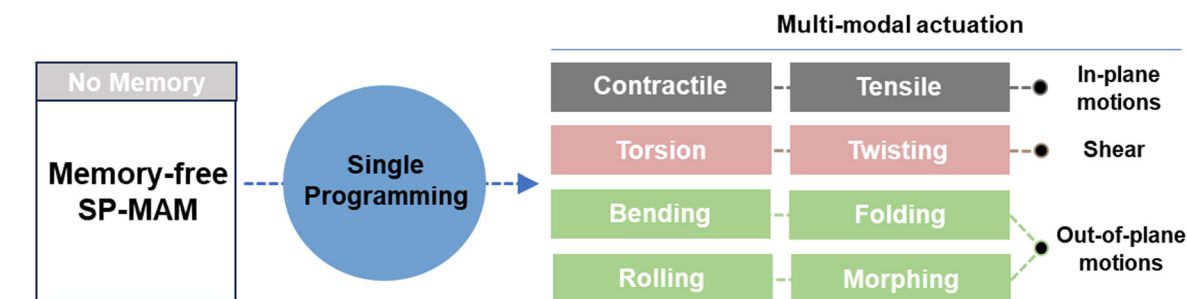 Multi-modal actuation
No Memory
Memory-free
SP-MAM
Single
Programming
Contractile
Tensile
In-plane
motions
Torsion
Twisting
Shear
Bending
Folding
Rolling
Morphing
Out-of-plane
motions